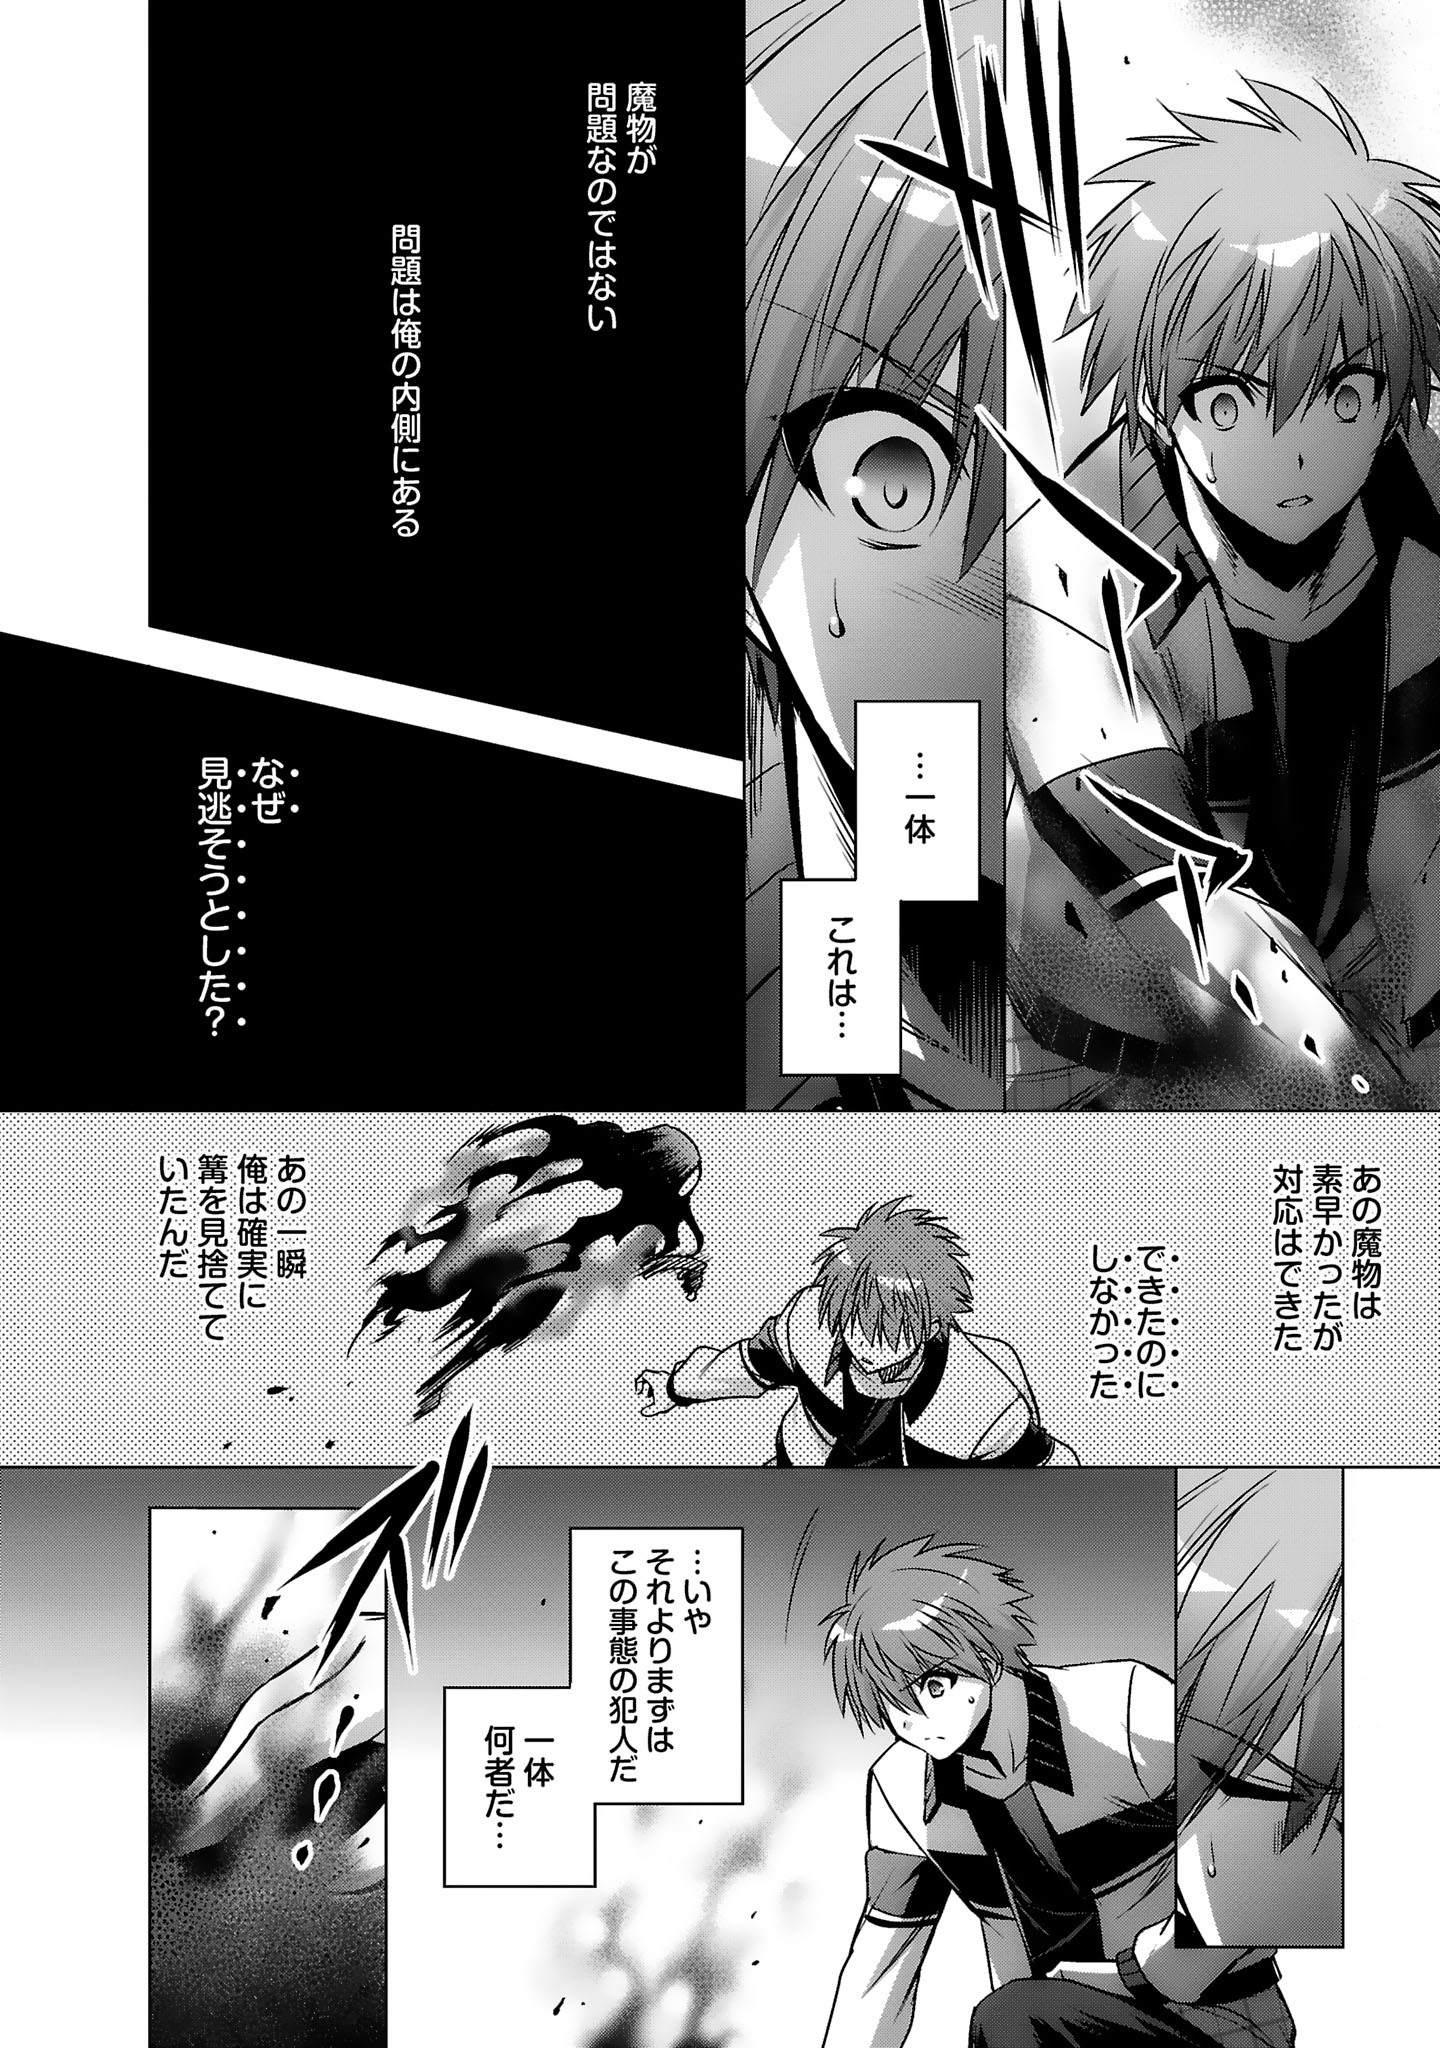 …一体
これは…
魔物が
問題なのではない
問題は俺の内側にある
なぜ
見逃そうとした？
あの魔物は
素早かったが
対応はできた
できたのに
しなかった
あの一瞬
俺は確実に
篝を見捨てて
いたんだ
…いや
それよりまずは
この事態の犯人だ
一体
何者だ…